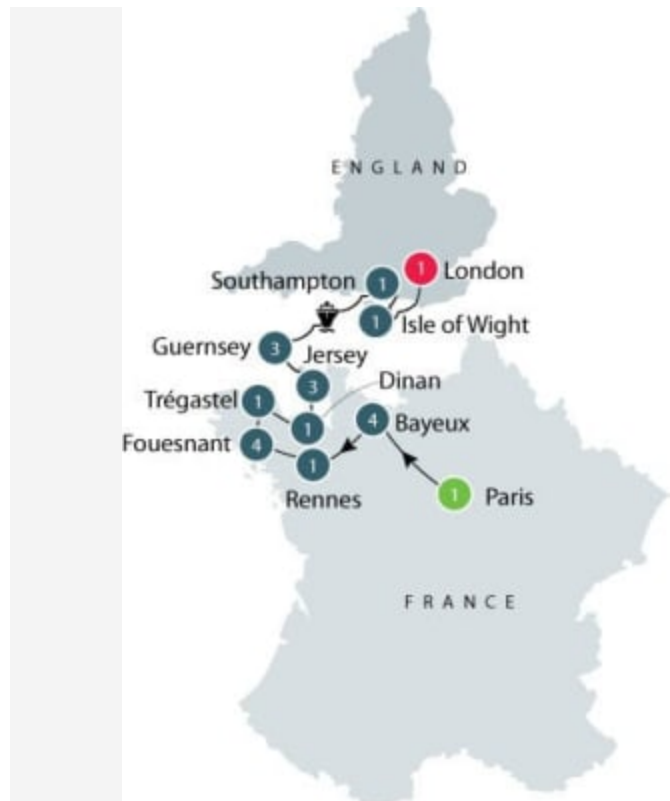 ENGLAND
1 London
Southampton 1
1 Isle of Wight
Guernsey 3
Jersey
3
Dinan
Trégastel 1
1
4 Bayeux
Fouesnant 4
1
Rennes
1 Paris
FRANCE